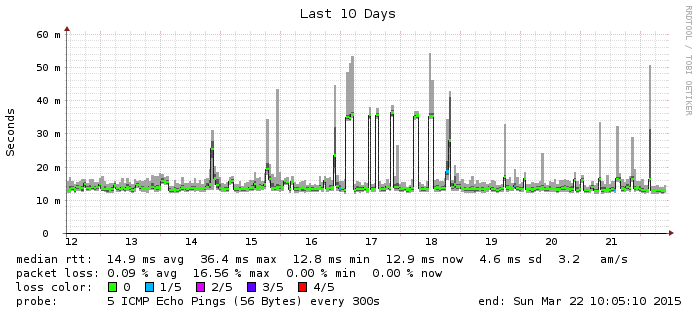 Last 10 Days
RRDTOOL / TOBI OETIKER
Seconds
60 m
50 m
40 m
30 m
20 m
10 m
0
12 13 14 15 16 17 18 19 20 21
median rtt: 14.9 ms avg 36.4 ms max 12.8 ms min 12.9 ms now 4.6 ms sd 3.2 am/s
packet loss: 0.09 % avg 16.56 % max 0.00 % min 0.00 % now
loss color: 0 1/5 2/5 3/5 4/5
probe: 5 ICMP Echo Pings (56 Bytes) every 300s end: Sun Mar 22 10:05:10 2015